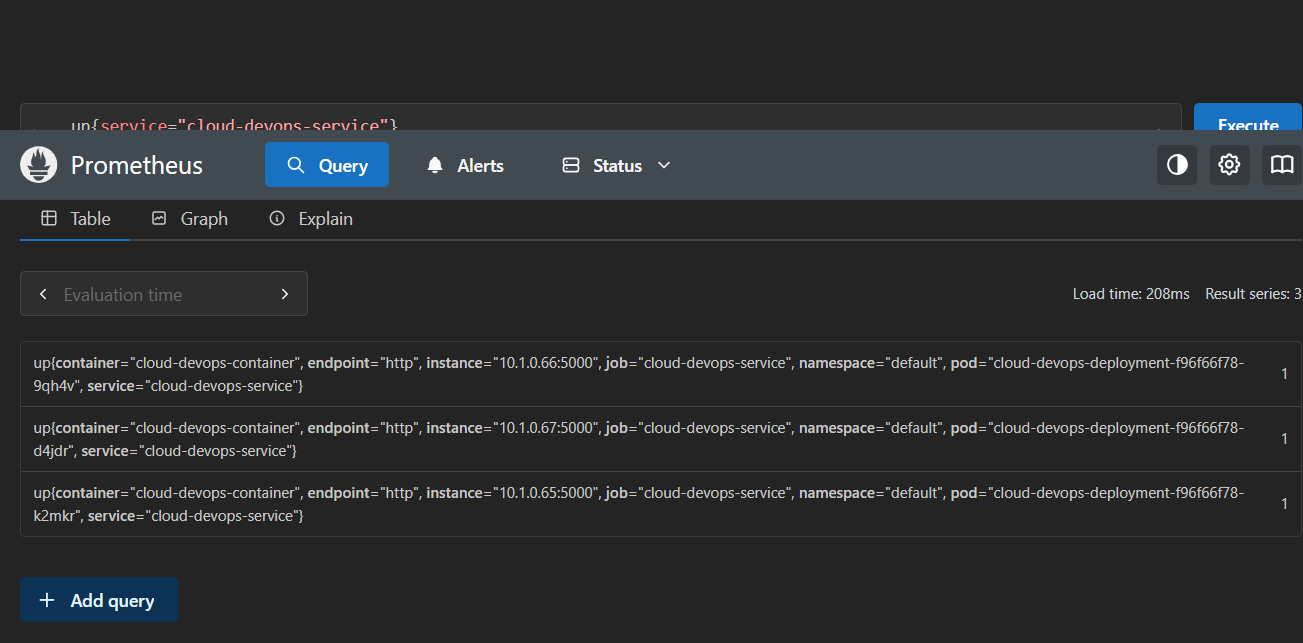 up{service="cloud-devops-service"}
Execute
Prometheus
Query
Alerts
Status
Table
Graph
Explain
Evaluation time
Load time: 208ms
Result series: 3
up{container="cloud-devops-container", endpoint="http", instance="10.1.0.66:5000", job="cloud-devops-service", namespace="default", pod="cloud-devops-deployment-f96f66f78-
9qh4v", service="cloud-devops-service"}
1
up{container="cloud-devops-container", endpoint="http", instance="10.1.0.67:5000", job="cloud-devops-service", namespace="default", pod="cloud-devops-deployment-f96f66f78-
d4jdr", service="cloud-devops-service"}
1
up{container="cloud-devops-container", endpoint="http", instance="10.1.0.65:5000", job="cloud-devops-service", namespace="default", pod="cloud-devops-deployment-f96f66f78-
k2mkr", service="cloud-devops-service"}
1
Add query